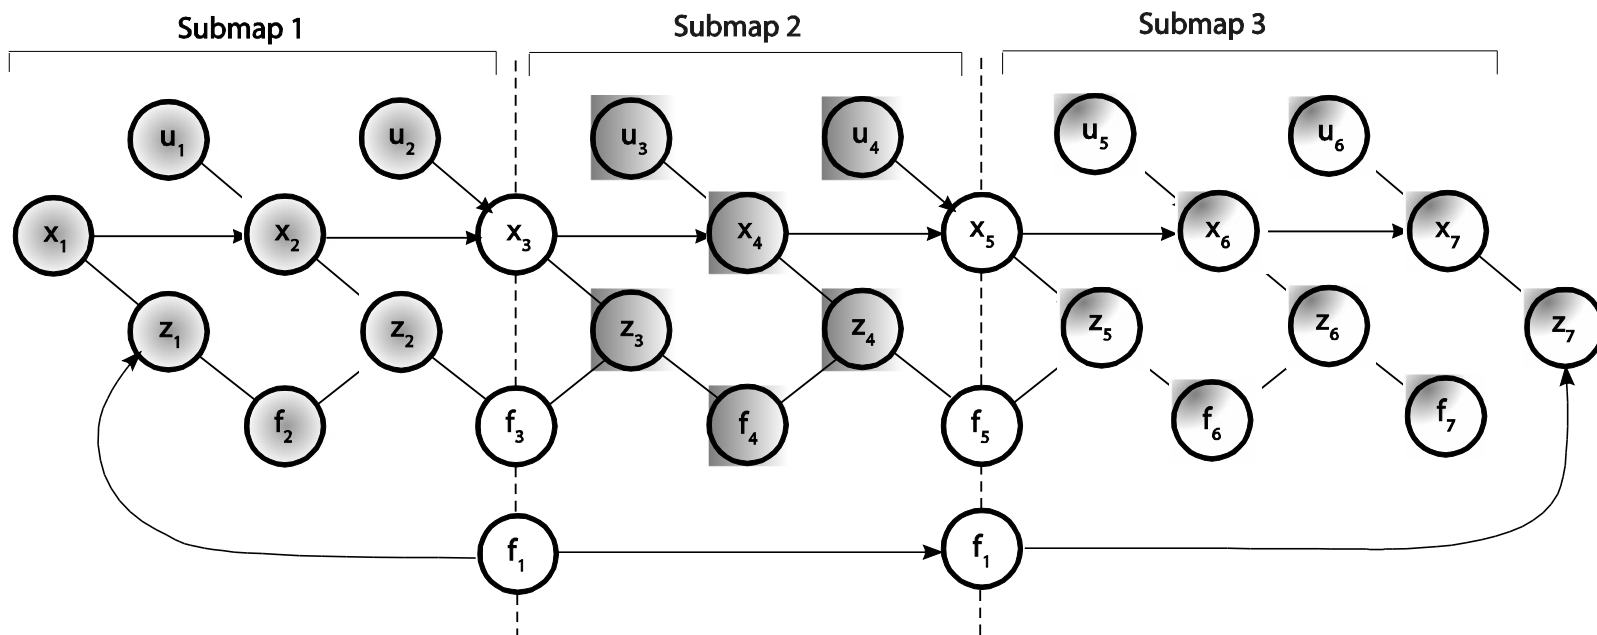 Submap 1 Submap 2 Submap 3
u1 u2 u3 u4 u5 u6
x1 x2 x3 x4 x5 x6 x7
z1 z2 z3 z4 z5 z6 z7
f2 f3 f4 f5 f6 f7
f1 f1